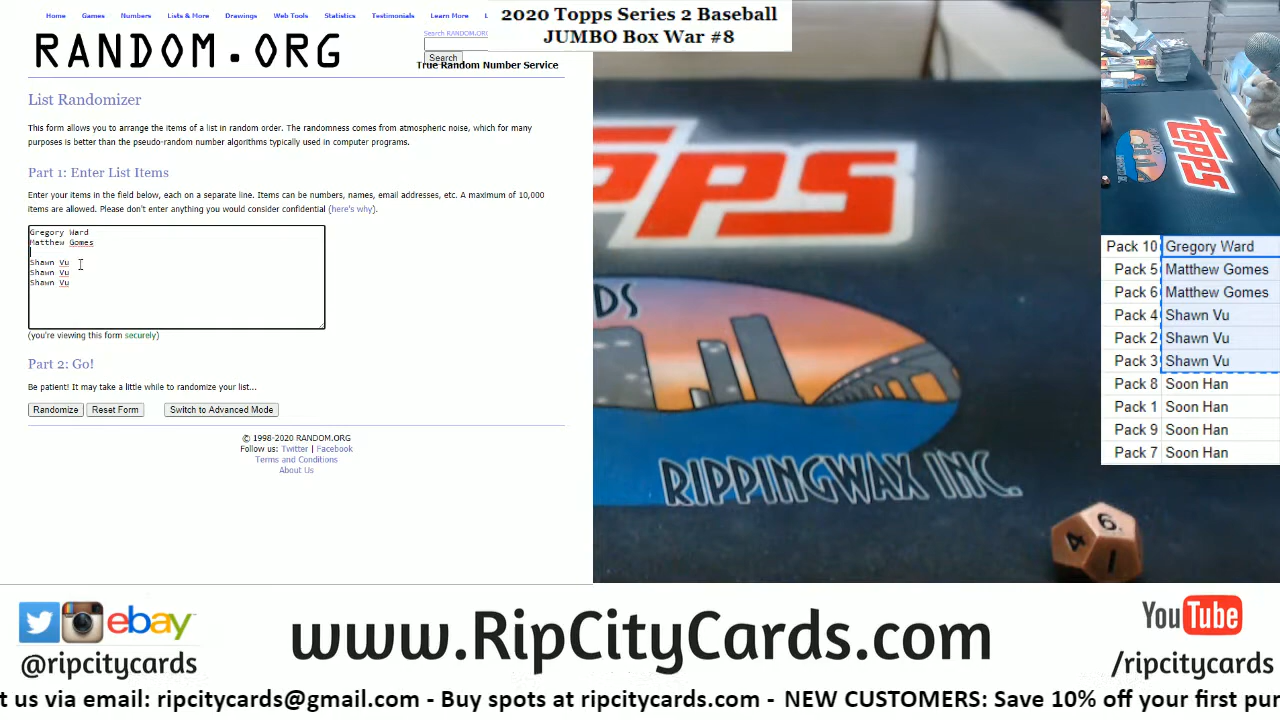 Home Games Numbers Lists & More Drawings Web Tools Statistics Testimonials Learn More L
2020 Topps Series 2 Baseball
JUMBO Box War #8
RANDOM.ORG
Search RANDOM.ORG
Search
True Random Number Service
List Randomizer
This form allows you to arrange the items of a list in random order. The randomness comes from atmospheric noise, which for many
purposes is better than the pseudo-random number algorithms typically used in computer programs.
Part 1: Enter List Items
Enter your items in the field below, each on a separate line. Items can be numbers, names, email addresses, etc. A maximum of 10,000
items are allowed. Please don't enter anything you would consider confidential (here's why).
Gregory Ward
Matthew Gomes
Shawn Vu
Shawn Vu
Shawn Vu
(you're viewing this form securely)
Part 2: Go!
Be patient! It may take a little while to randomize your list...
Randomize Reset Form Switch to Advanced Mode
© 1998-2020 RANDOM.ORG
Follow us: Twitter | Facebook
Terms and Conditions
About Us
topps
RIPPINGWAX INC.
6.
4
1
topps
Pack 10 Gregory Ward
Pack 5 Matthew Gomes
Pack 6 Matthew Gomes
Pack 4 Shawn Vu
Pack 2 Shawn Vu
Pack 3 Shawn Vu
Pack 8 Soon Han
Pack 1 Soon Han
Pack 9 Soon Han
Pack 7 Soon Han
ebay
@ripcitycards
www.RipCityCards.com
YouTube
/ripcitycards
t us via email: ripcitycards@gmail.com - Buy spots at ripcitycards.com - NEW CUSTOMERS: Save 10% off your first pur